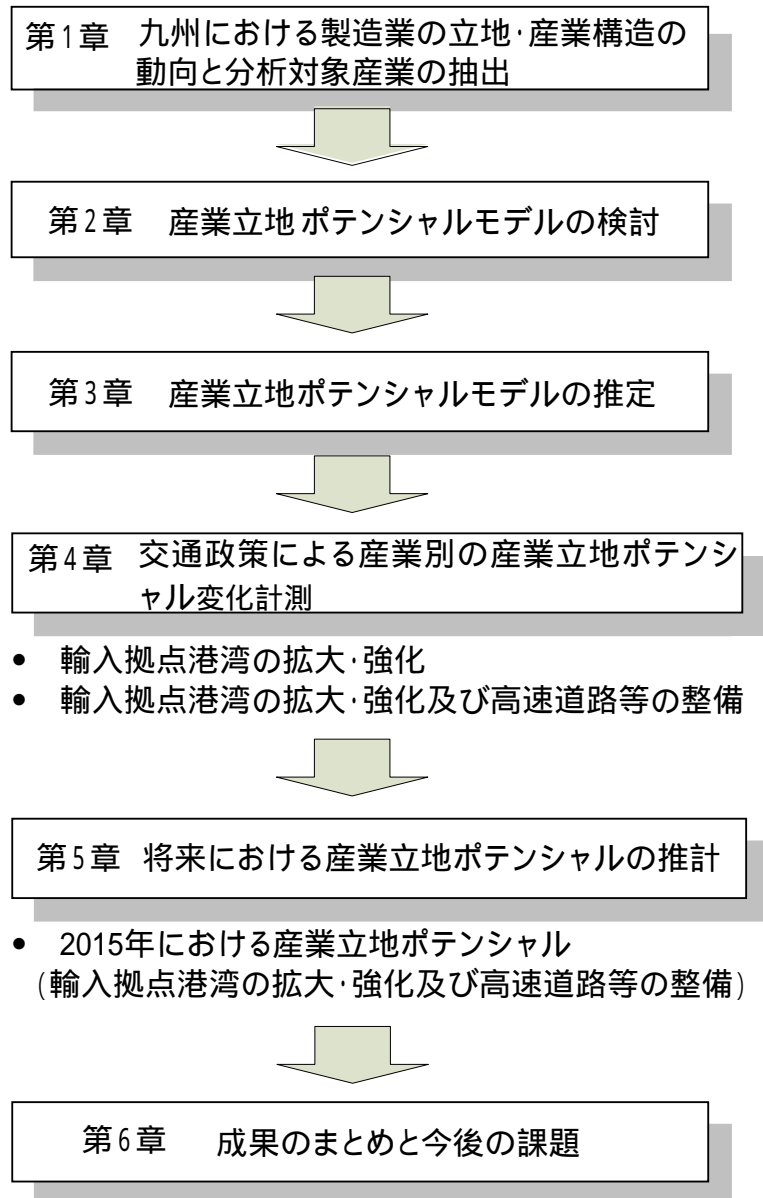 第1章 九州における製造業の立地･産業構造の
動向と分析対象産業の抽出
第2章 産業立地ポテンシャルモデルの検討
第3章 産業立地ポテンシャルモデルの推定
第4章 交通政策による産業別の産業立地ポテンシ
ャル変化計測
• 輸入拠点港湾の拡大･強化
• 輸入拠点港湾の拡大･強化及び高速道路等の整備
第5章 将来における産業立地ポテンシャルの推計
• 2015年における産業立地ポテンシャル
(輸入拠点港湾の拡大･強化及び高速道路等の整備)
第6章 成果のまとめと今後の課題